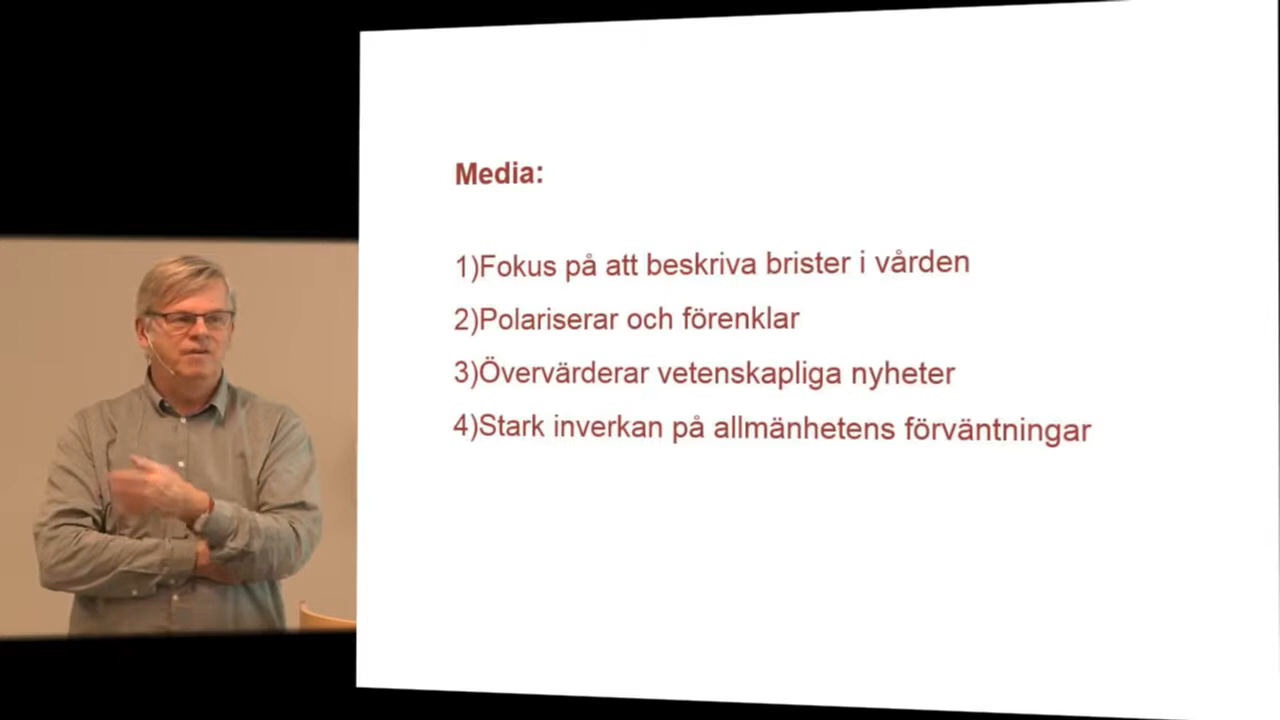 Media:
1)Fokus på att beskriva brister i vården
2)Polariserar och förenklar
3)Övervärderar vetenskapliga nyheter
4)Stark inverkan på allmänhetens förväntningar